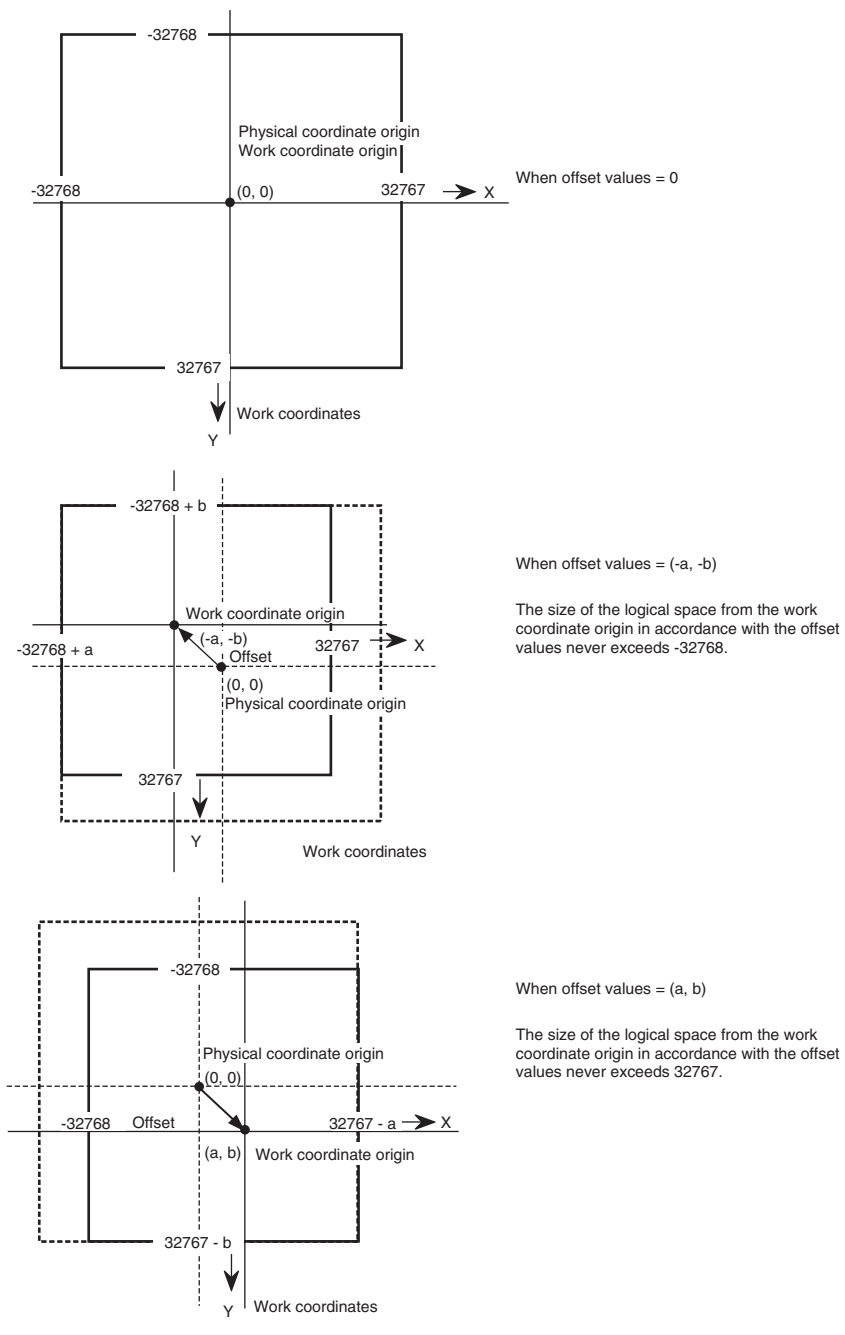 -32768
Physical coordinate origin
Work coordinate origin
When offset values = 0
-32768
(0, 0)
32767
X
32767
Work coordinates
Y
-32768 + b
When offset values = (-a, -b)
Work coordinate origin
The size of the logical space from the work
coordinate origin in accordance with the offset
values never exceeds -32768.
(-a, -b)
-32768 + a
32767
X
Offset
(0, 0)
Physical coordinate origin
32767
Y
Work coordinates
-32768
When offset values = (a, b)
The size of the logical space from the work
coordinate origin in accordance with the offset
values never exceeds 32767.
Physical coordinate origin
(0, 0)
-32768
Offset
32767 - a
X
(a, b)
Work coordinate origin
32767 - b
Y
Work coordinates